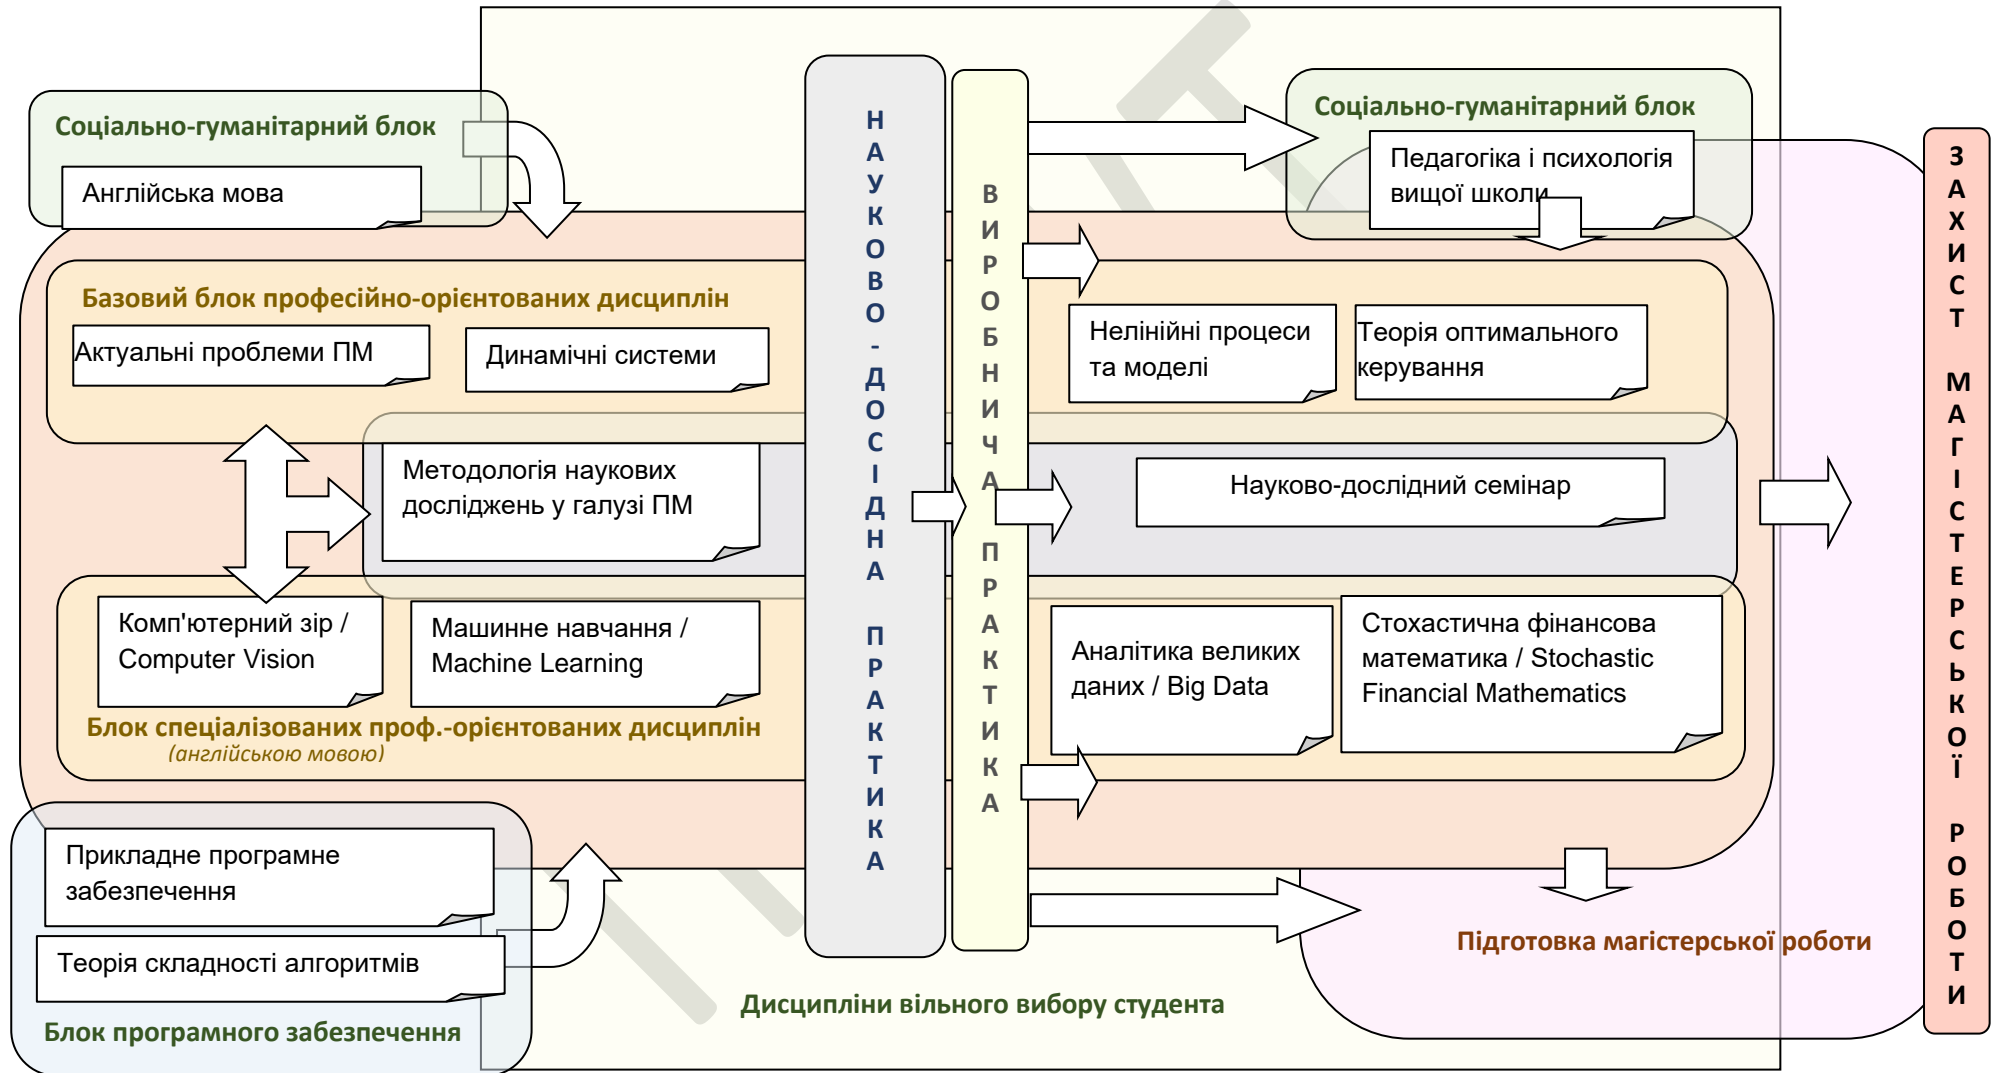 Соціально-гуманітарний блок
Англійська мова
Базовий блок професійно-орієнтованих дисциплін
Актуальні проблеми ПМ
Динамічні системи
Методологія наукових
досліджень у галузі ПМ
Комп'ютерний зір /
Computer Vision
Машинне навчання /
Machine Learning
Блок спеціалізованих проф.-орієнтованих дисциплін
(англійською мовою)
Прикладне програмне
забезпечення
Теорія складності алгоритмів
Блок програмного забезпечення
НАУКОВО-ДОСІДНА ПРАКТИКА
ВИРОБНИЧА ПРАКТИКА
Соціально-гуманітарний блок
Педагогіка і психологія
вищої школи
Нелінійні процеси
та моделі
Теорія оптимального
керування
Науково-дослідний семінар
Аналітика великих
даних / Big Data
Стохастична фінансова
математика / Stochastic
Financial Mathematics
Підготовка магістерської роботи
Дисципліни вільного вибору студента
ЗАХИСТ МАГІСТЕРСЬКОЇ РОБОТИ